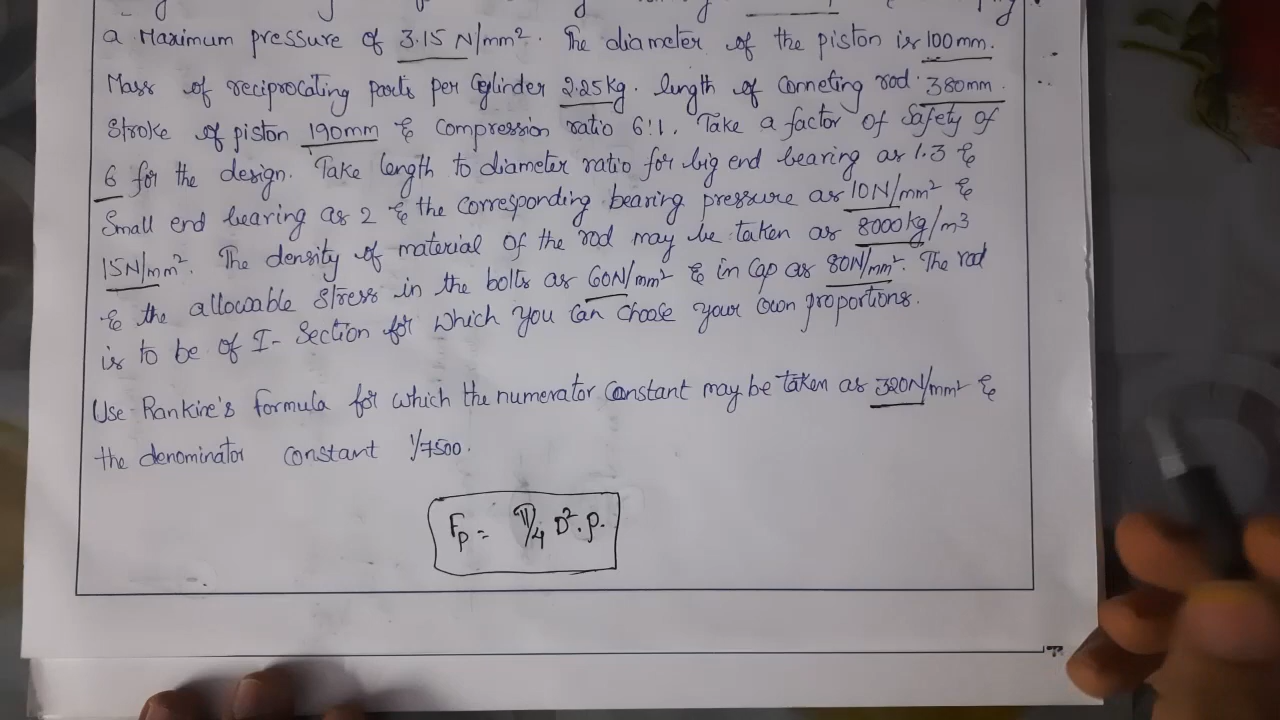 a Maximum pressure of 3.15 N/mm². The diameter of the piston is 100mm.
Mass of reciprocating parts per Cylinder 2.25kg. length of Conneting rod 380mm.
Stroke of piston 190mm & Compression ratio 6:1. Take a factor of Safety of
6 for the design. Take length to diameter ratio for big end bearing as 1.3 &
Small end bearing as 2 & the corresponding bearing pressure as 10N/mm² &
15N/mm². The density of material of the rod may be taken as 8000kg/m3
& the allowable stress in the bolts as 60N/mm² & in Cap as 80N/mm². The rod
is to be of I-Section for which you can choose your own proportions.
Use Rankine's formula for which the numerator Constant may be taken as 320N/mm² &
the denominator Constant 1/7500.
Fp = π/4 D².p.